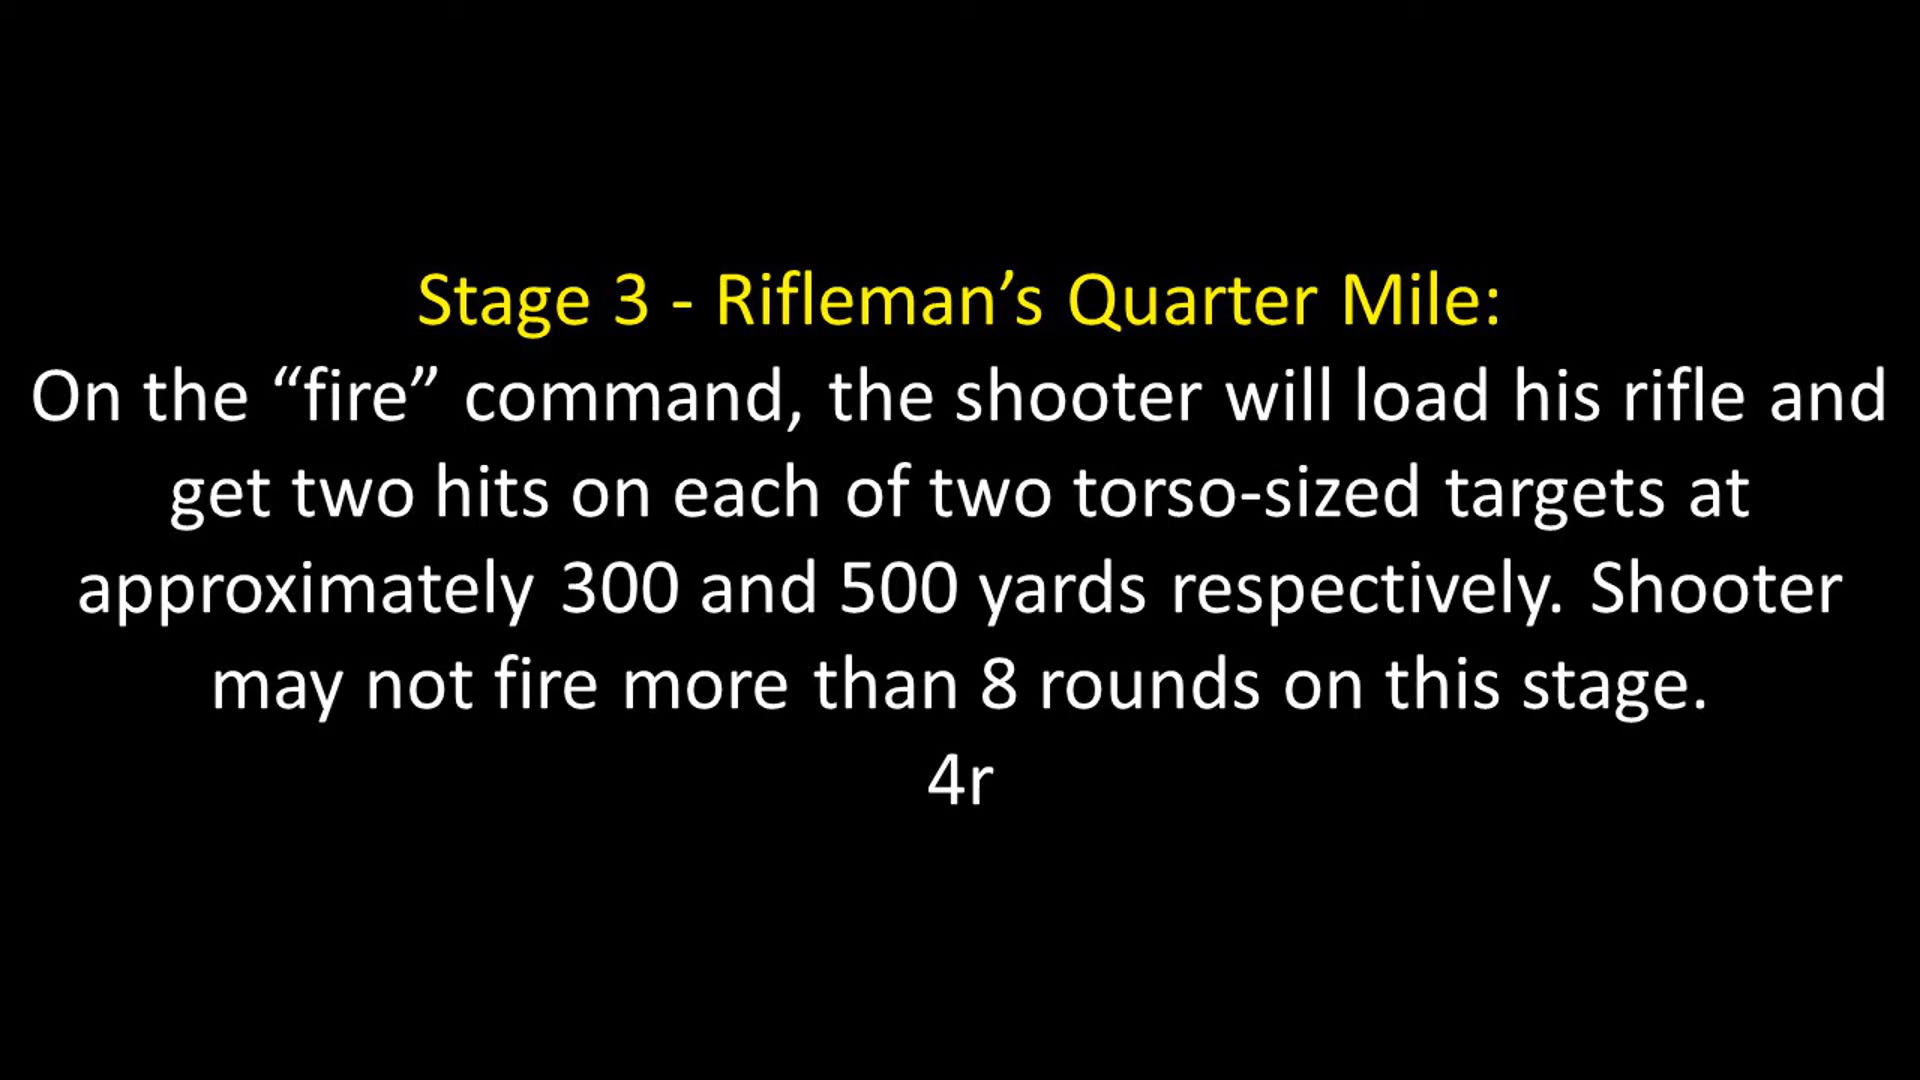 Stage 3 - Rifleman’s Quarter Mile:
On the “fire” command, the shooter will load his rifle and
get two hits on each of two torso-sized targets at
approximately 300 and 500 yards respectively. Shooter
may not fire more than 8 rounds on this stage.
4r